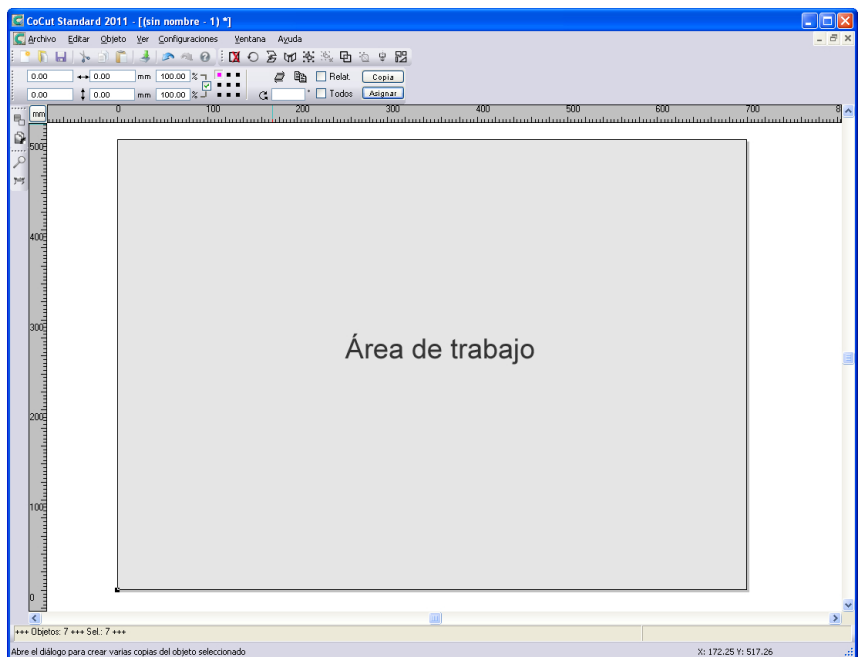 CoCut Standard 2011 - [(sin nombre - 1) *]
Archivo Editar Objeto Ver Configuraciones Ventana Ayuda
0.00 0.00 mm 100.00 % Relat. Copia
0.00 0.00 mm 100.00 % ° Todos Asignar
mm 0 100 200 300 400 500 600 700 8
500
400
300
Área de trabajo
200
100
0
+++ Objetos: 7 +++ Sel.: 7 +++
Abre el diálogo para crear varias copias del objeto seleccionado X: 172.25 Y: 517.26